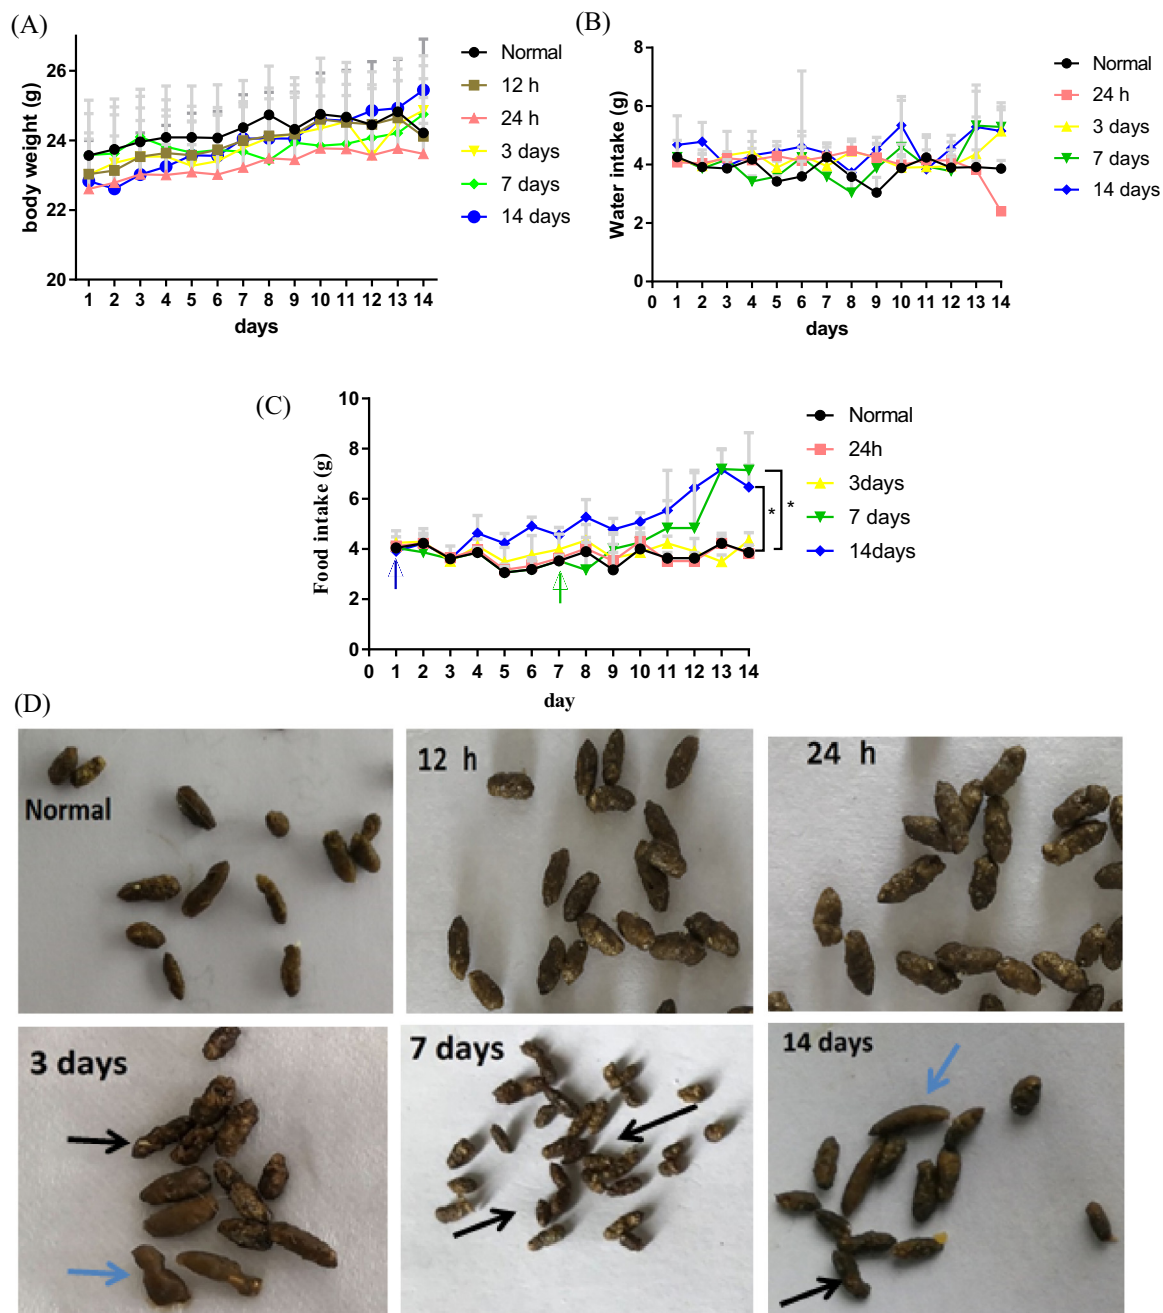 (A)
26
24
22
20
body weight (g)
1 2 3 4 5 6 7 8 9 10 11 12 13 14
days
Normal
12 h
24 h
3 days
7 days
14 days
(B)
8
6
4
2
0
Water intake (g)
0 1 2 3 4 5 6 7 8 9 10 11 12 13 14
days
Normal
24 h
3 days
7 days
14 days
(C)
10
8
6
4
2
0
Food intake (g)
0 1 2 3 4 5 6 7 8 9 10 11 12 13 14
day
Normal
24h
3days
7 days
14days
* *
(D)
Normal
12 h
24 h
3 days
7 days
14 days